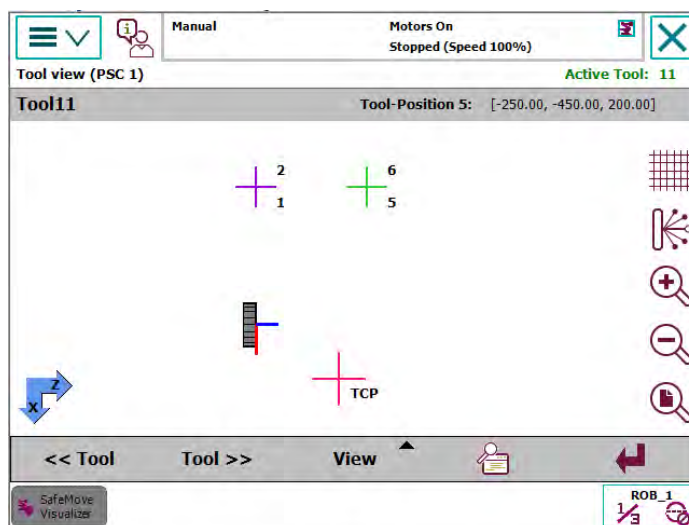 Manual
Motors On
Stopped (Speed 100%)
Tool view (PSC 1)
Active Tool: 11
Tool11
Tool-Position 5: [-250.00, -450.00, 200.00]
2
6
1
5
TCP
Z
X
<< Tool
Tool >>
View
SafeMove
Visualizer
ROB_1
1/3